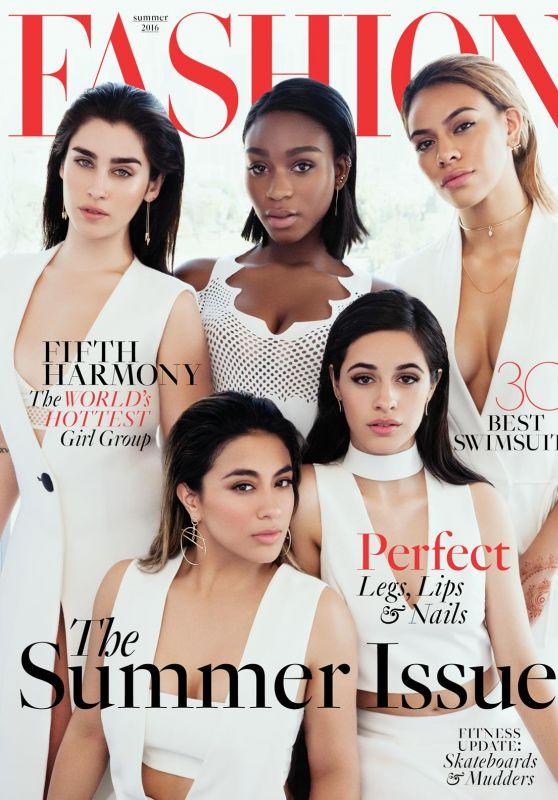 FASHION
summer
2016
FIFTH
HARMONY
The WORLD'S
HOTTEST
Girl Group
30
BEST
SWIMSUIT
Perfect
Legs, Lips
& Nails
The
Summer Issue
FITNESS
UPDATE:
Skateboards
& Mudders